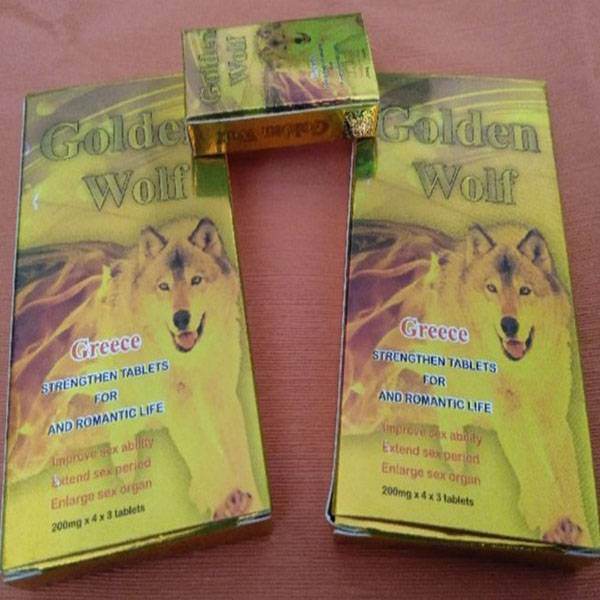 Golden
Wolf
Golden Wolf
Golden
Wolf
Greece
STRENGTHEN TABLETS
FOR
AND ROMANTIC LIFE
Improve sex ability
Extend sex period
Enlarge sex organ
200mg x 4 x 3 tablets
Golden
Wolf
Greece
STRENGTHEN TABLETS
FOR
AND ROMANTIC LIFE
Improve sex ability
Extend sex period
Enlarge sex organ
200mg x 4 x 3 tablets